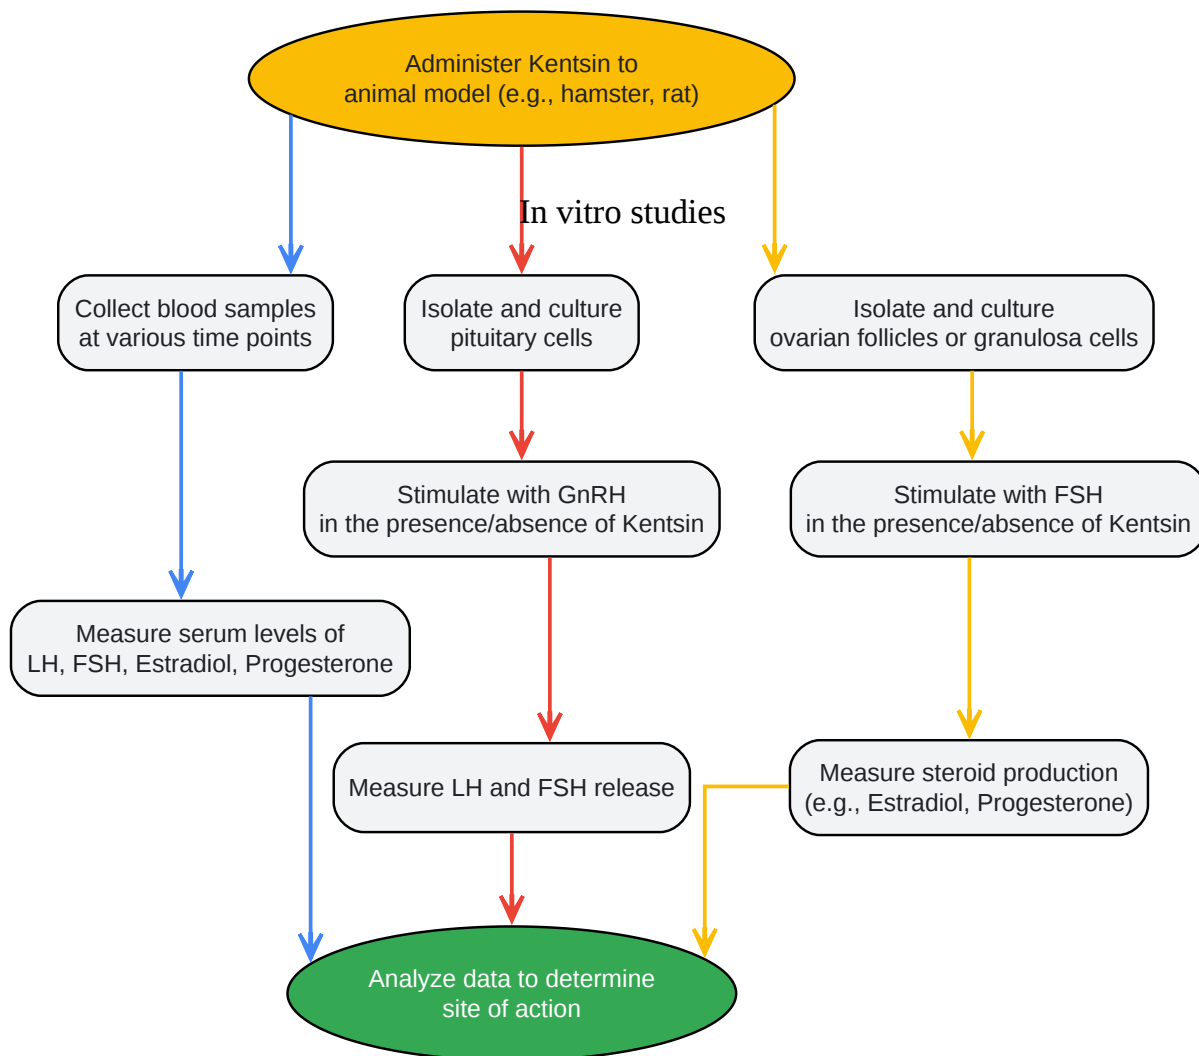 Administer Kentsin to
animal model (e.g., hamster, rat)
In vitro studies
Collect blood samples
at various time points
Isolate and culture
pituitary cells
Isolate and culture
ovarian follicles or granulosa cells
Stimulate with GnRH
in the presence/absence of Kentsin
Stimulate with FSH
in the presence/absence of Kentsin
Measure serum levels of
LH, FSH, Estradiol, Progesterone
Measure LH and FSH release
Measure steroid production
(e.g., Estradiol, Progesterone)
Analyze data to determine
site of action